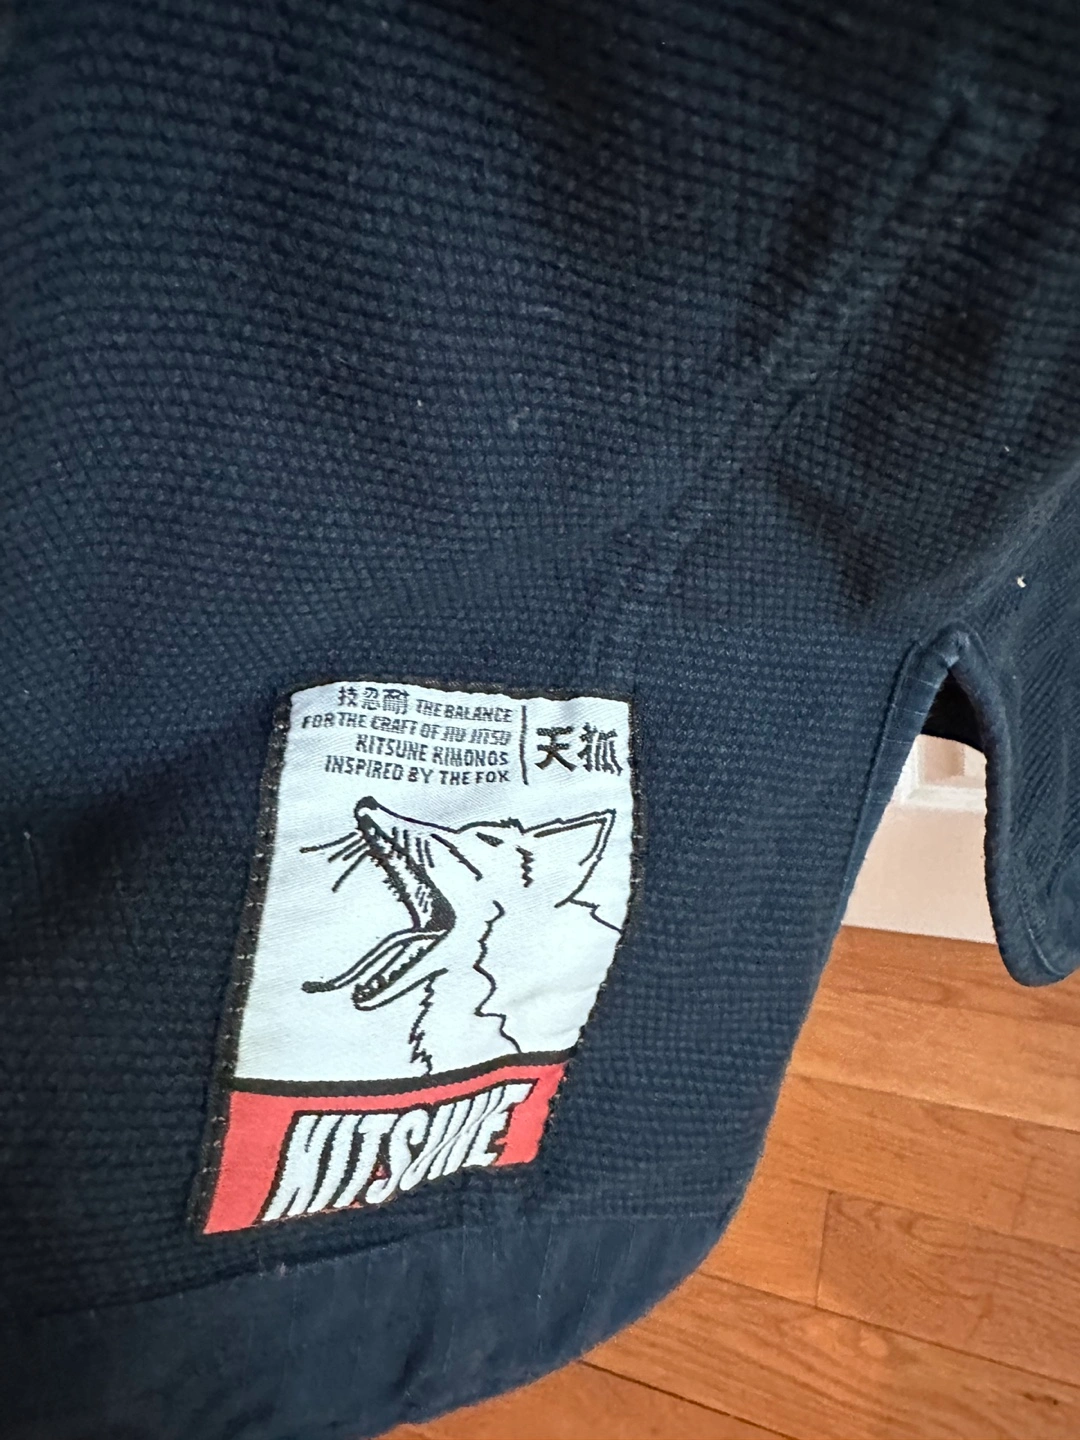 技忍耐 THE BALANCE
FOR THE CRAFT OF JIU JITSU
KITSUNE KIMONOS
INSPIRED BY THE FOX
天狐
KITSUNE